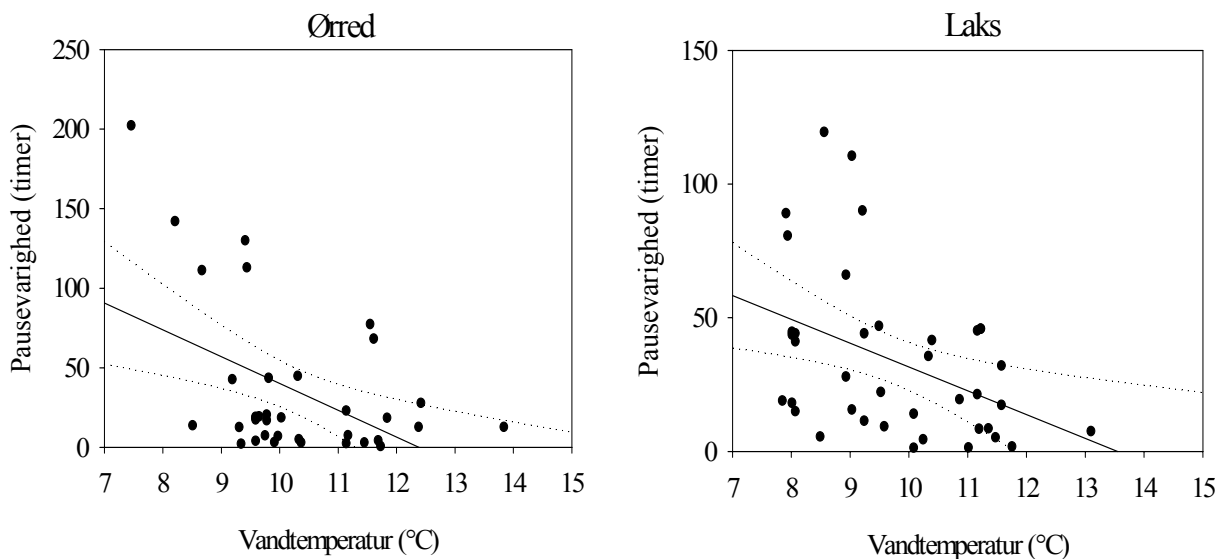 Ørred
250
200
150
100
50
0
Pausevarighed (timer)
7 8 9 10 11 12 13 14 15
Vandtemperatur (°C)
Laks
150
100
50
0
Pausevarighed (timer)
7 8 9 10 11 12 13 14 15
Vandtemperatur (°C)